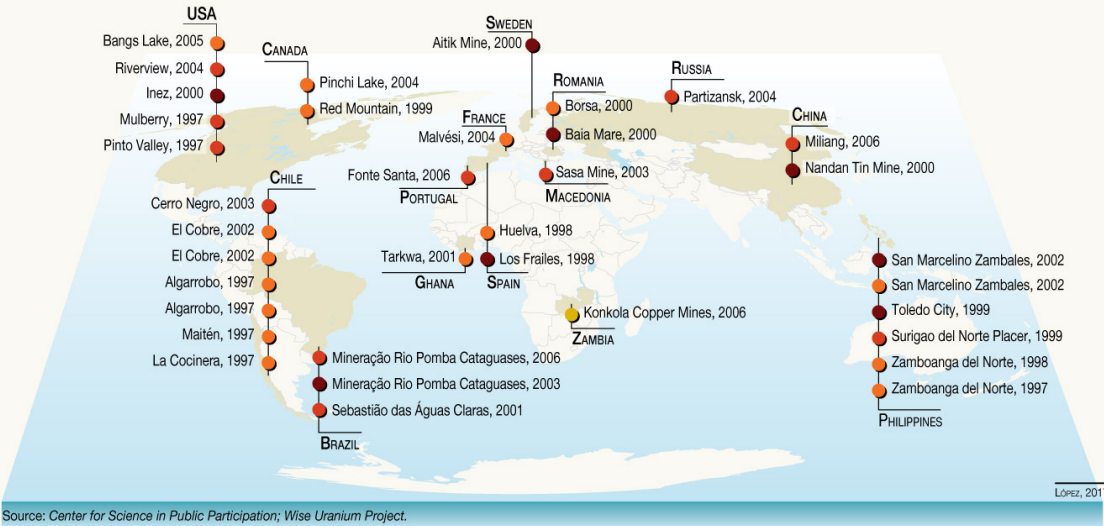 USA
Bangs Lake, 2005
Riverview, 2004
Inez, 2000
Mulberry, 1997
Pinto Valley, 1997
CANADA
Pinchi Lake, 2004
Red Mountain, 1999
SWEDEN
Aitik Mine, 2000
ROMANIA
Borsa, 2000
Baia Mare, 2000
FRANCE
Malvési, 2004
RUSSIA
Partizansk, 2004
CHINA
Miliang, 2006
Nandan Tin Mine, 2000
Fonte Santa, 2006
PORTUGAL
Sasa Mine, 2003
MACEDONIA
CHILE
Cerro Negro, 2003
El Cobre, 2002
El Cobre, 2002
Algarrobo, 1997
Algarrobo, 1997
Maitén, 1997
La Cocinera, 1997
Tarkwa, 2001
GHANA
Huelva, 1998
Los Frailes, 1998
SPAIN
Konkola Copper Mines, 2006
ZAMBIA
San Marcelino Zambales, 2002
San Marcelino Zambales, 2002
Toledo City, 1999
Surigao del Norte Placer, 1999
Zamboanga del Norte, 1998
Zamboanga del Norte, 1997
PHILIPPINES
Mineração Rio Pomba Cataguases, 2006
Mineração Rio Pomba Cataguases, 2003
Sebastião das Águas Claras, 2001
BRAZIL
LÓPEZ,
Source: Center for Science in Public Participation; Wise Uranium Project.